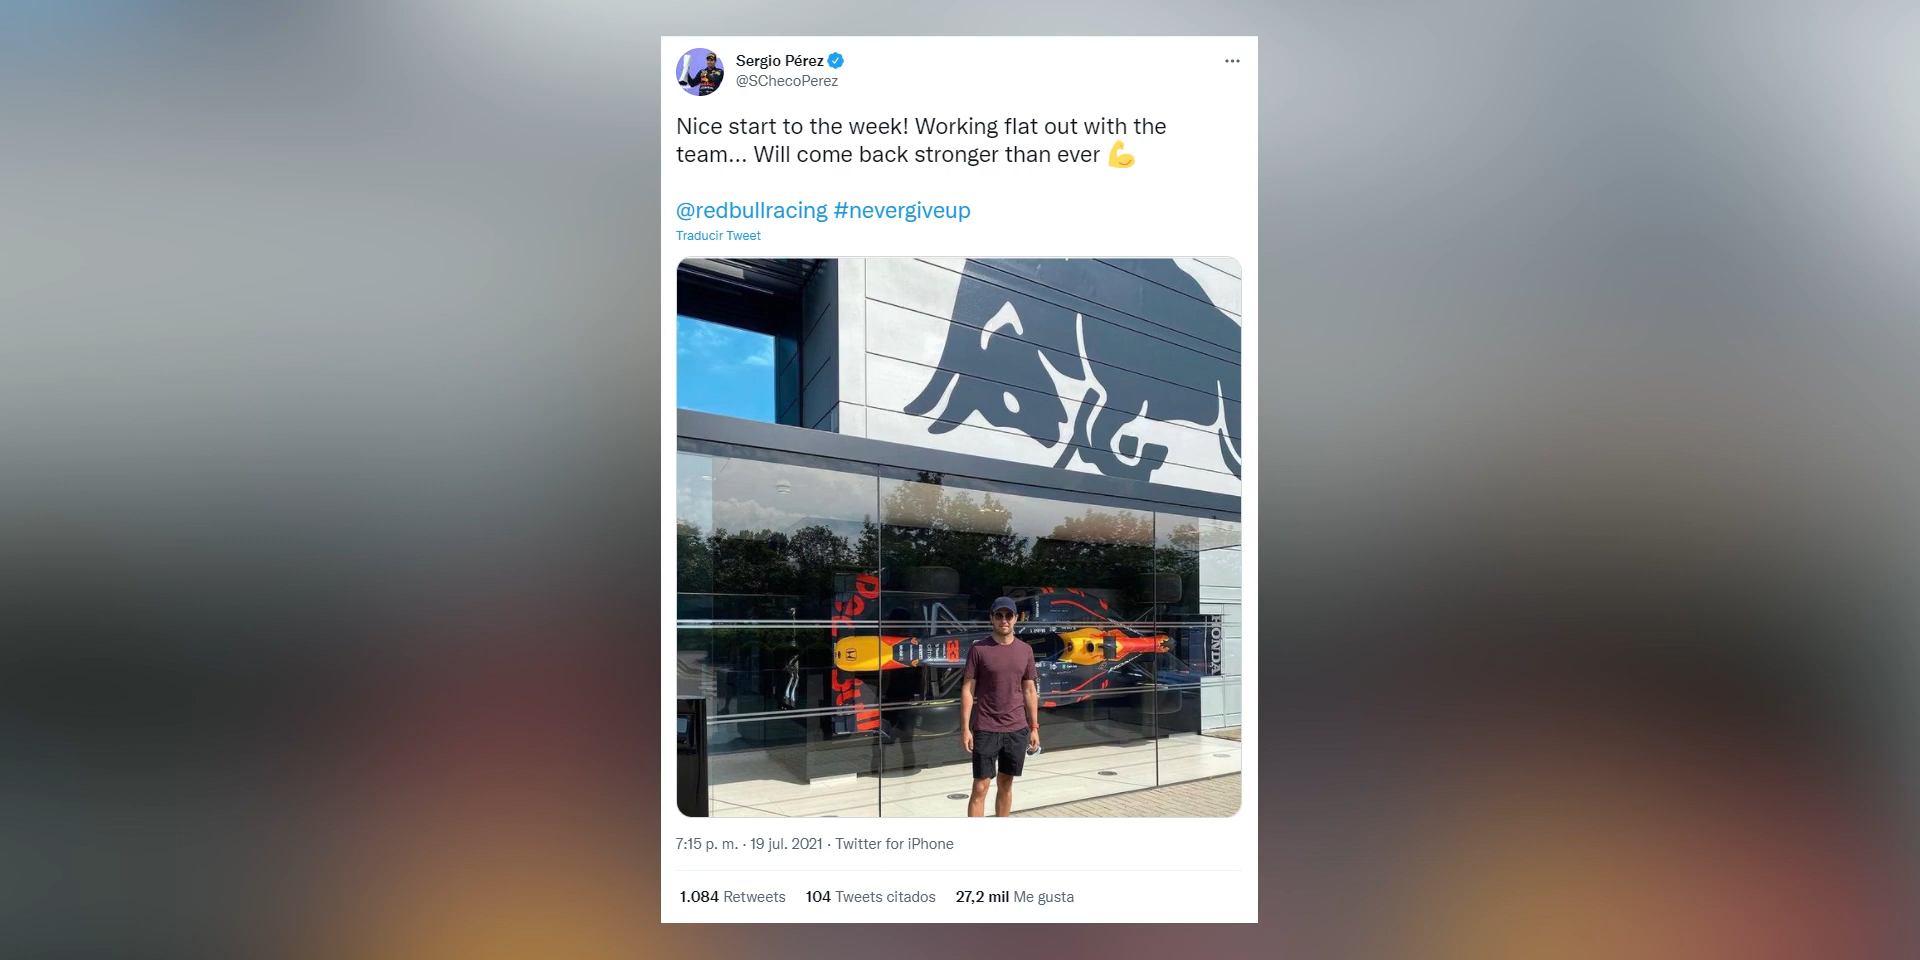 Sergio Pérez
@SChecoPerez
Nice start to the week! Working flat out with the
team... Will come back stronger than ever 💪
@redbullracing #nevergiveup
Traducir Tweet
HONDA
7:15 p. m. · 19 jul. 2021 · Twitter for iPhone
1.084 Retweets 104 Tweets citados 27,2 mil Me gusta